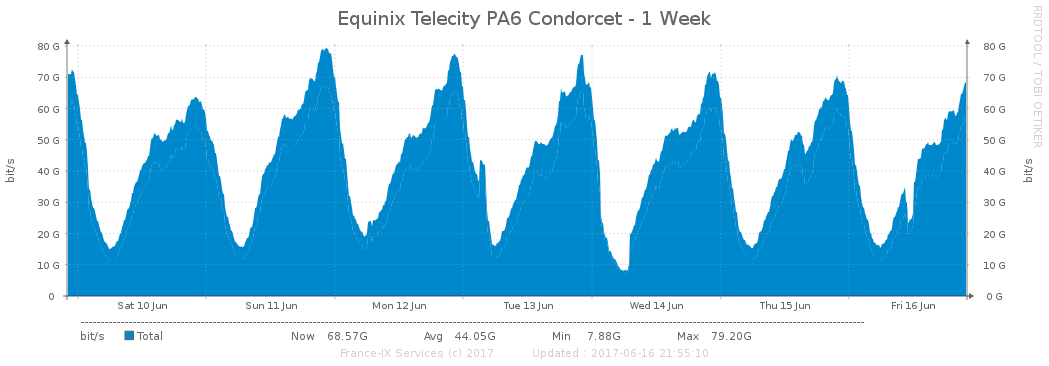 Equinix Telecity PA6 Condorcet - 1 Week
RRDTOOL / TOBI OETIKER
bit/s
80 G
70 G
60 G
50 G
40 G
30 G
20 G
10 G
0
80 G
70 G
60 G
50 G
40 G
30 G
20 G
10 G
0 G
bit/s
Sat 10 Jun Sun 11 Jun Mon 12 Jun Tue 13 Jun Wed 14 Jun Thu 15 Jun Fri 16 Jun
bit/s Total Now 68.57G Avg 44.05G Min 7.88G Max 79.20G
France-IX Services (c) 2017 Updated : 2017-06-16 21:55:10